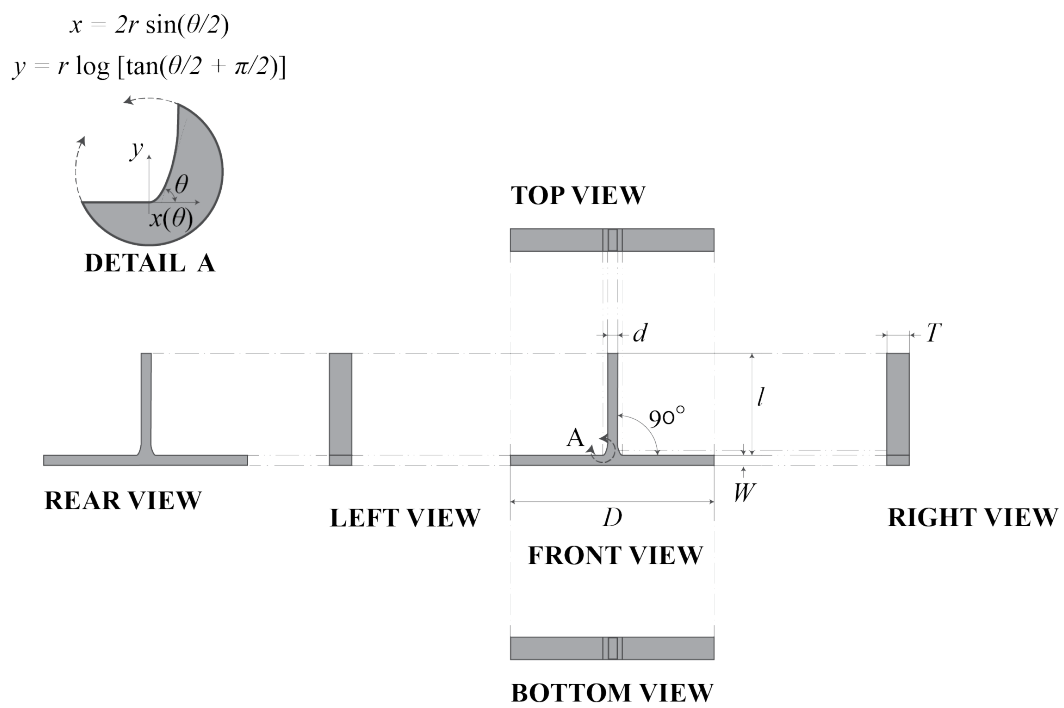 x = 2r sin(θ/2)
y = r log [tan(θ/2 + π/2)]
y
θ
x(θ)
DETAIL A
TOP VIEW
d
T
l
90°
A
W
REAR VIEW
LEFT VIEW
D
RIGHT VIEW
FRONT VIEW
BOTTOM VIEW